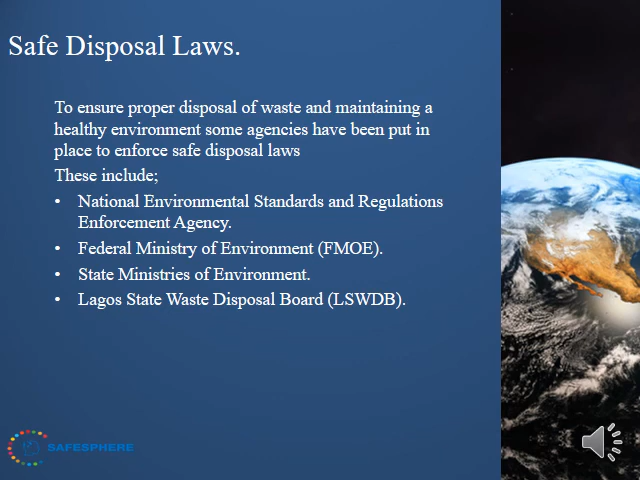 Safe Disposal Laws.
To ensure proper disposal of waste and maintaining a
healthy environment some agencies have been put in
place to enforce safe disposal laws
These include;
• National Environmental Standards and Regulations
Enforcement Agency.
• Federal Ministry of Environment (FMOE).
• State Ministries of Environment.
• Lagos State Waste Disposal Board (LSWDB).
SAFESPHERE